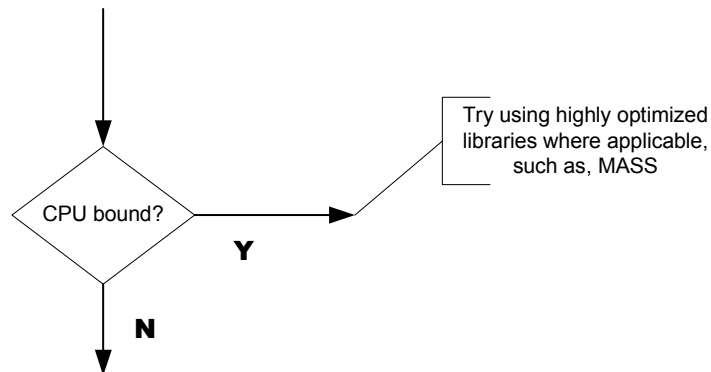 Try using highly optimized
libraries where applicable,
such as, MASS
CPU bound?
Y
N